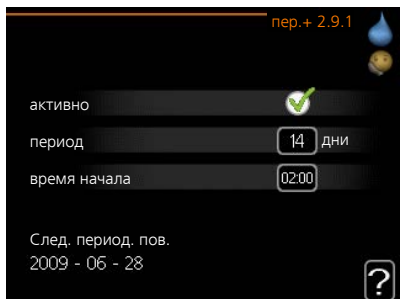 пер.+ 2.9.1
активно
период 14 дни
время начала 02:00
След. период. пов.
2009 - 06 - 28
?